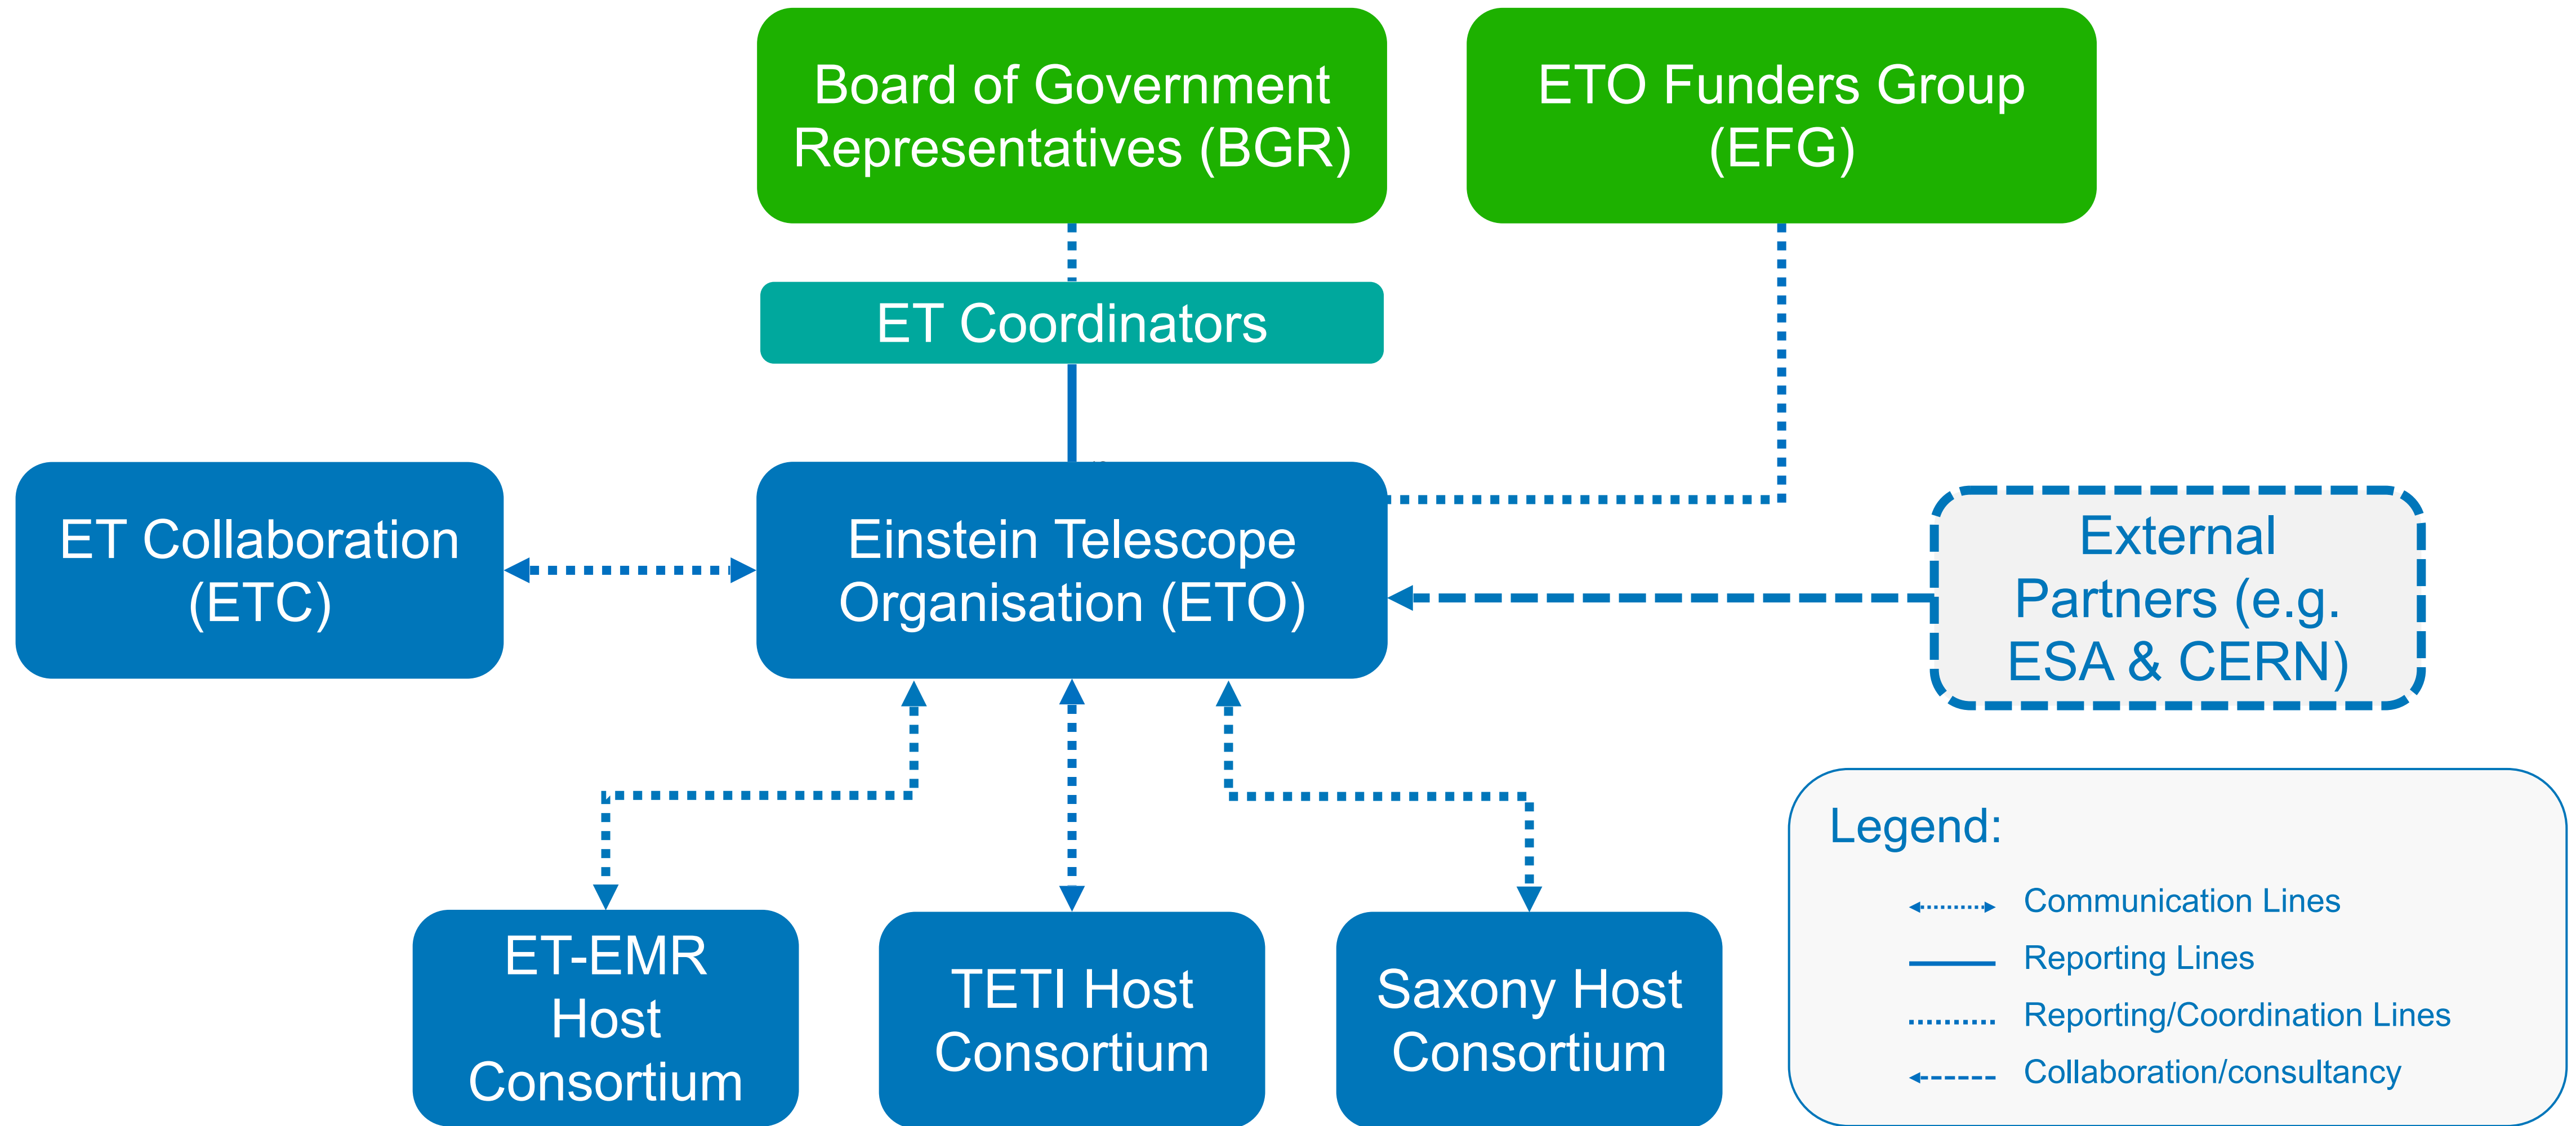 Board of Government
Representatives (BGR)
ETO Funders Group
(EFG)
ET Coordinators
ET Collaboration
(ETC)
Einstein Telescope
Organisation (ETO)
External
Partners (e.g.
ESA & CERN)
ET-EMR
Host
Consortium
TETI Host
Consortium
Saxony Host
Consortium
Legend:
Communication Lines
Reporting Lines
Reporting/Coordination Lines
Collaboration/consultancy